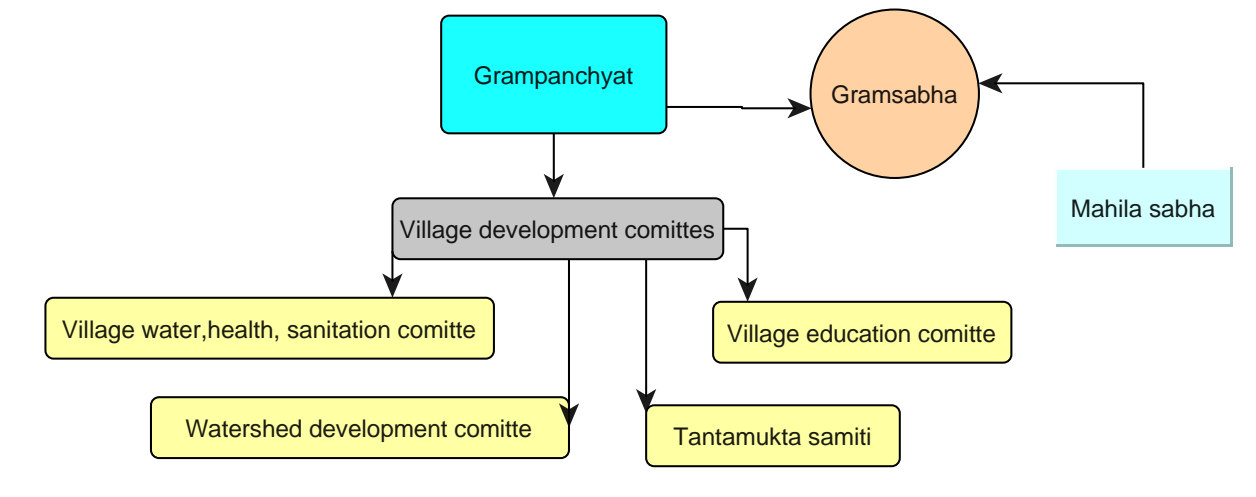 Grampanchyat
Gramsabha
Mahila sabha
Village development comittes
Village water,health, sanitation comitte
Village education comitte
Watershed development comitte
Tantamukta samiti